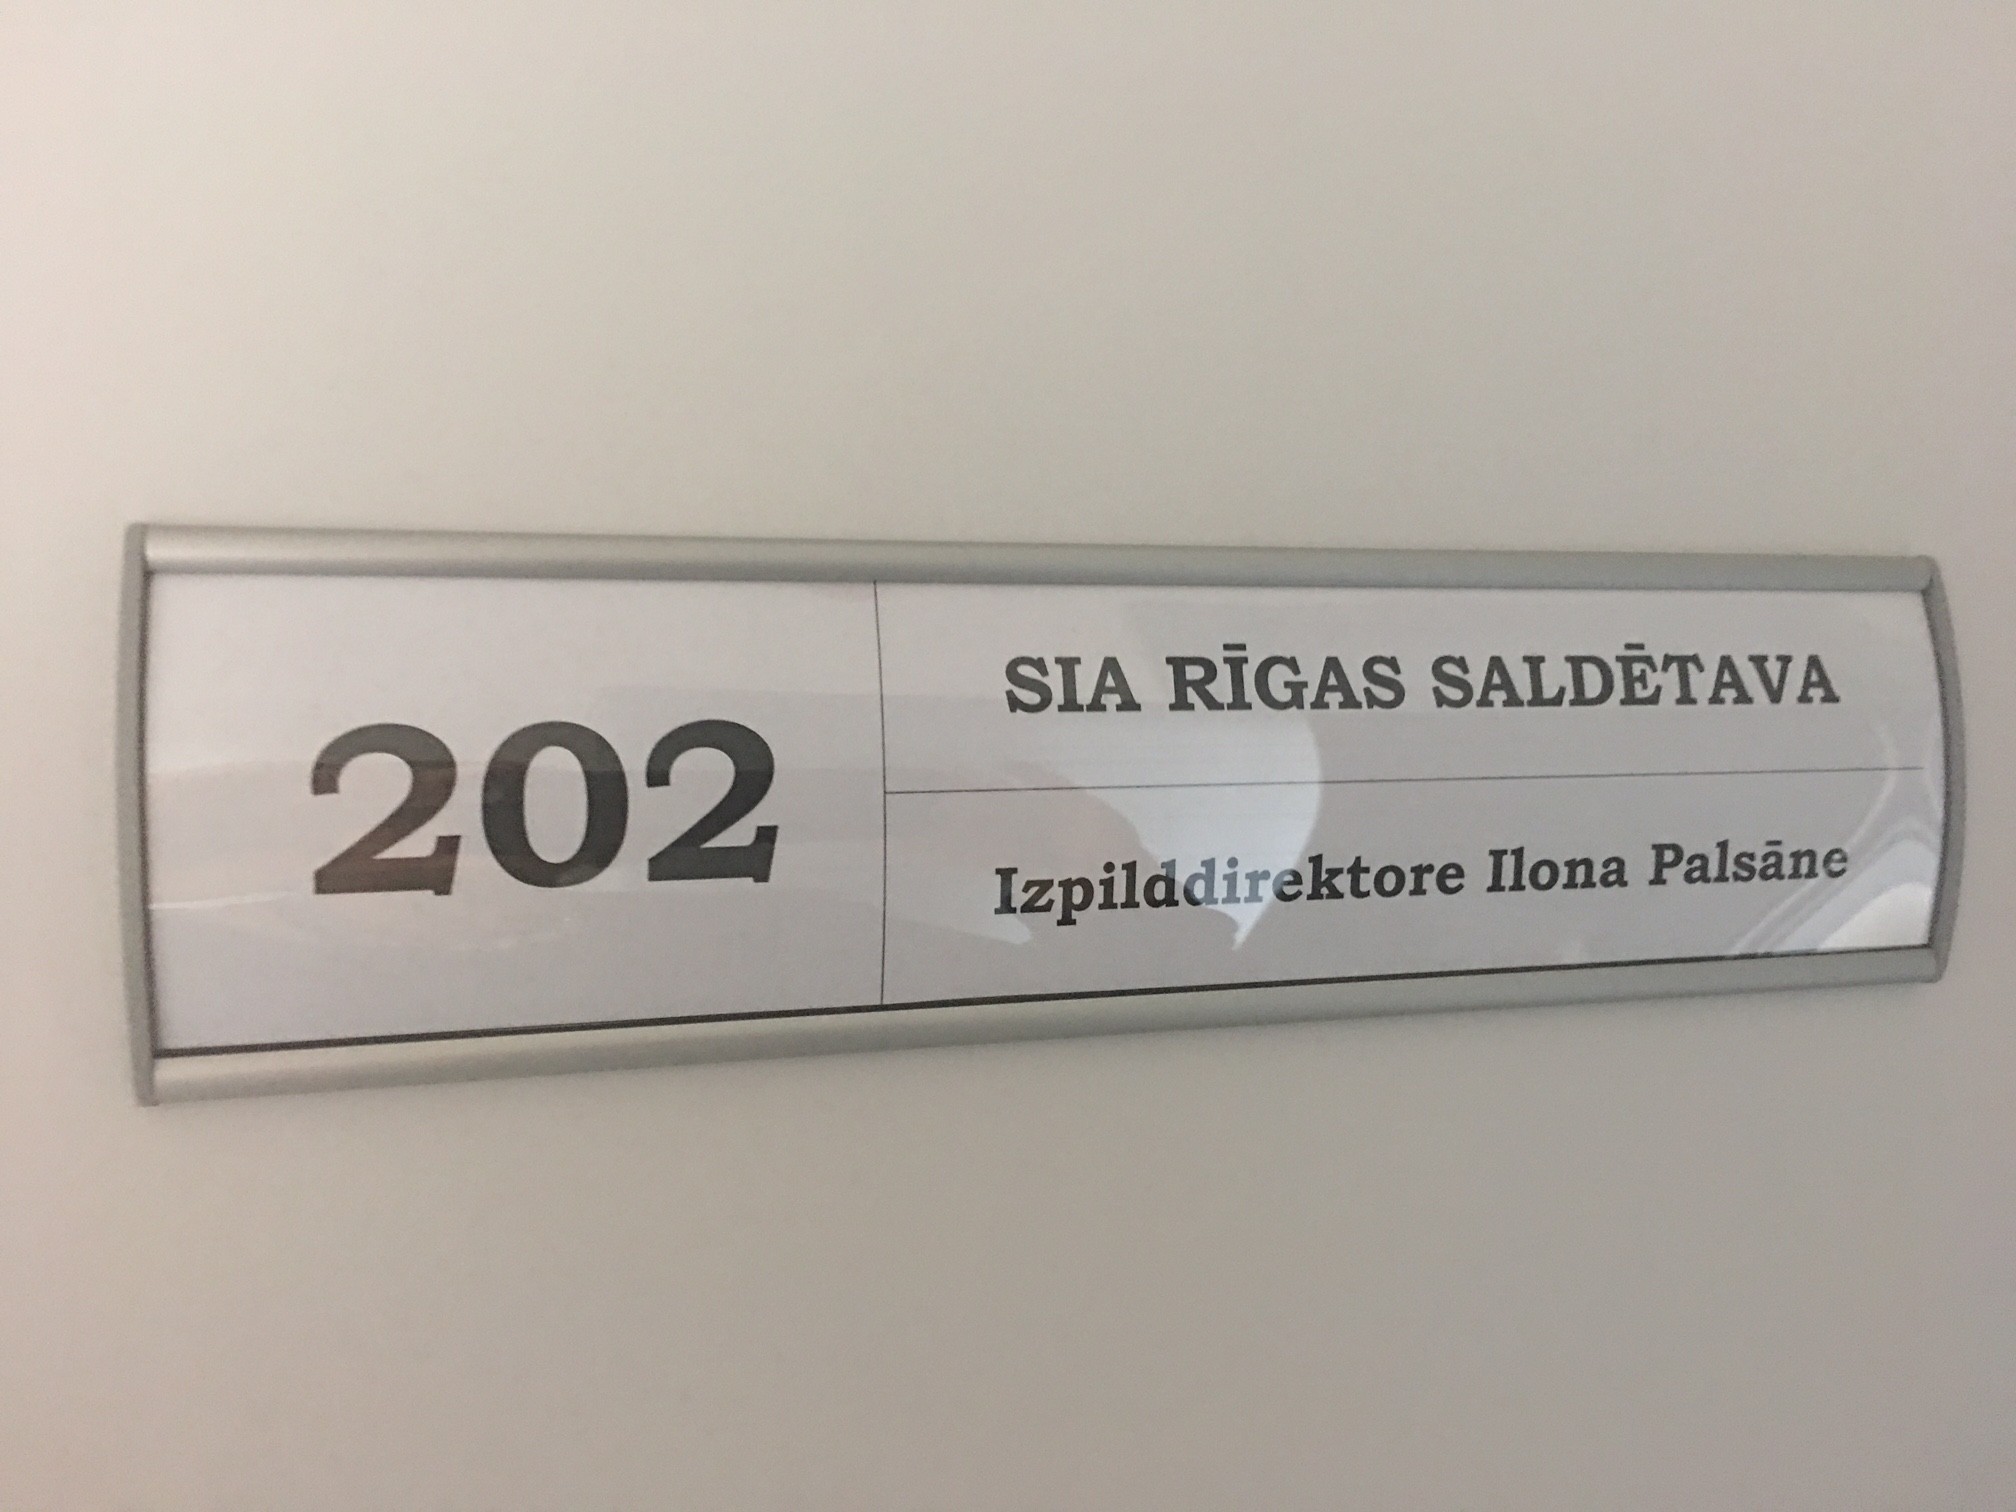 202
SIA RĪGAS SALDĒTAVA
Izpilddirektore Ilona Palsāne